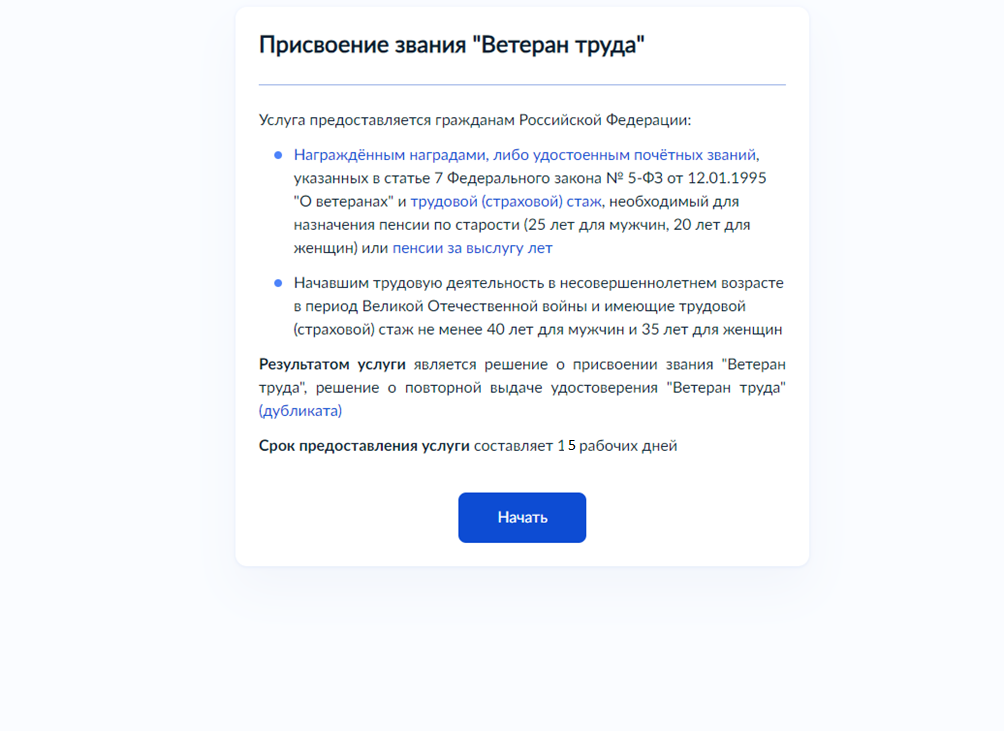 Присвоение звания "Ветеран труда"
Услуга предоставляется гражданам Российской Федерации:
Награждённым наградами, либо удостоенным почётных званий,
указанных в статье 7 Федерального закона № 5-ФЗ от 12.01.1995
"О ветеранах" и трудовой (страховой) стаж, необходимый для
назначения пенсии по старости (25 лет для мужчин, 20 лет для
женщин) или пенсии за выслугу лет
Начавшим трудовую деятельность в несовершеннолетнем возрасте
в период Великой Отечественной войны и имеющие трудовой
(страховой) стаж не менее 40 лет для мужчин и 35 лет для женщин
Результатом услуги является решение о присвоении звания "Ветеран
труда", решение о повторной выдаче удостоверения "Ветеран труда"
(дубликата)
Срок предоставления услуги составляет 15 рабочих дней
Начать